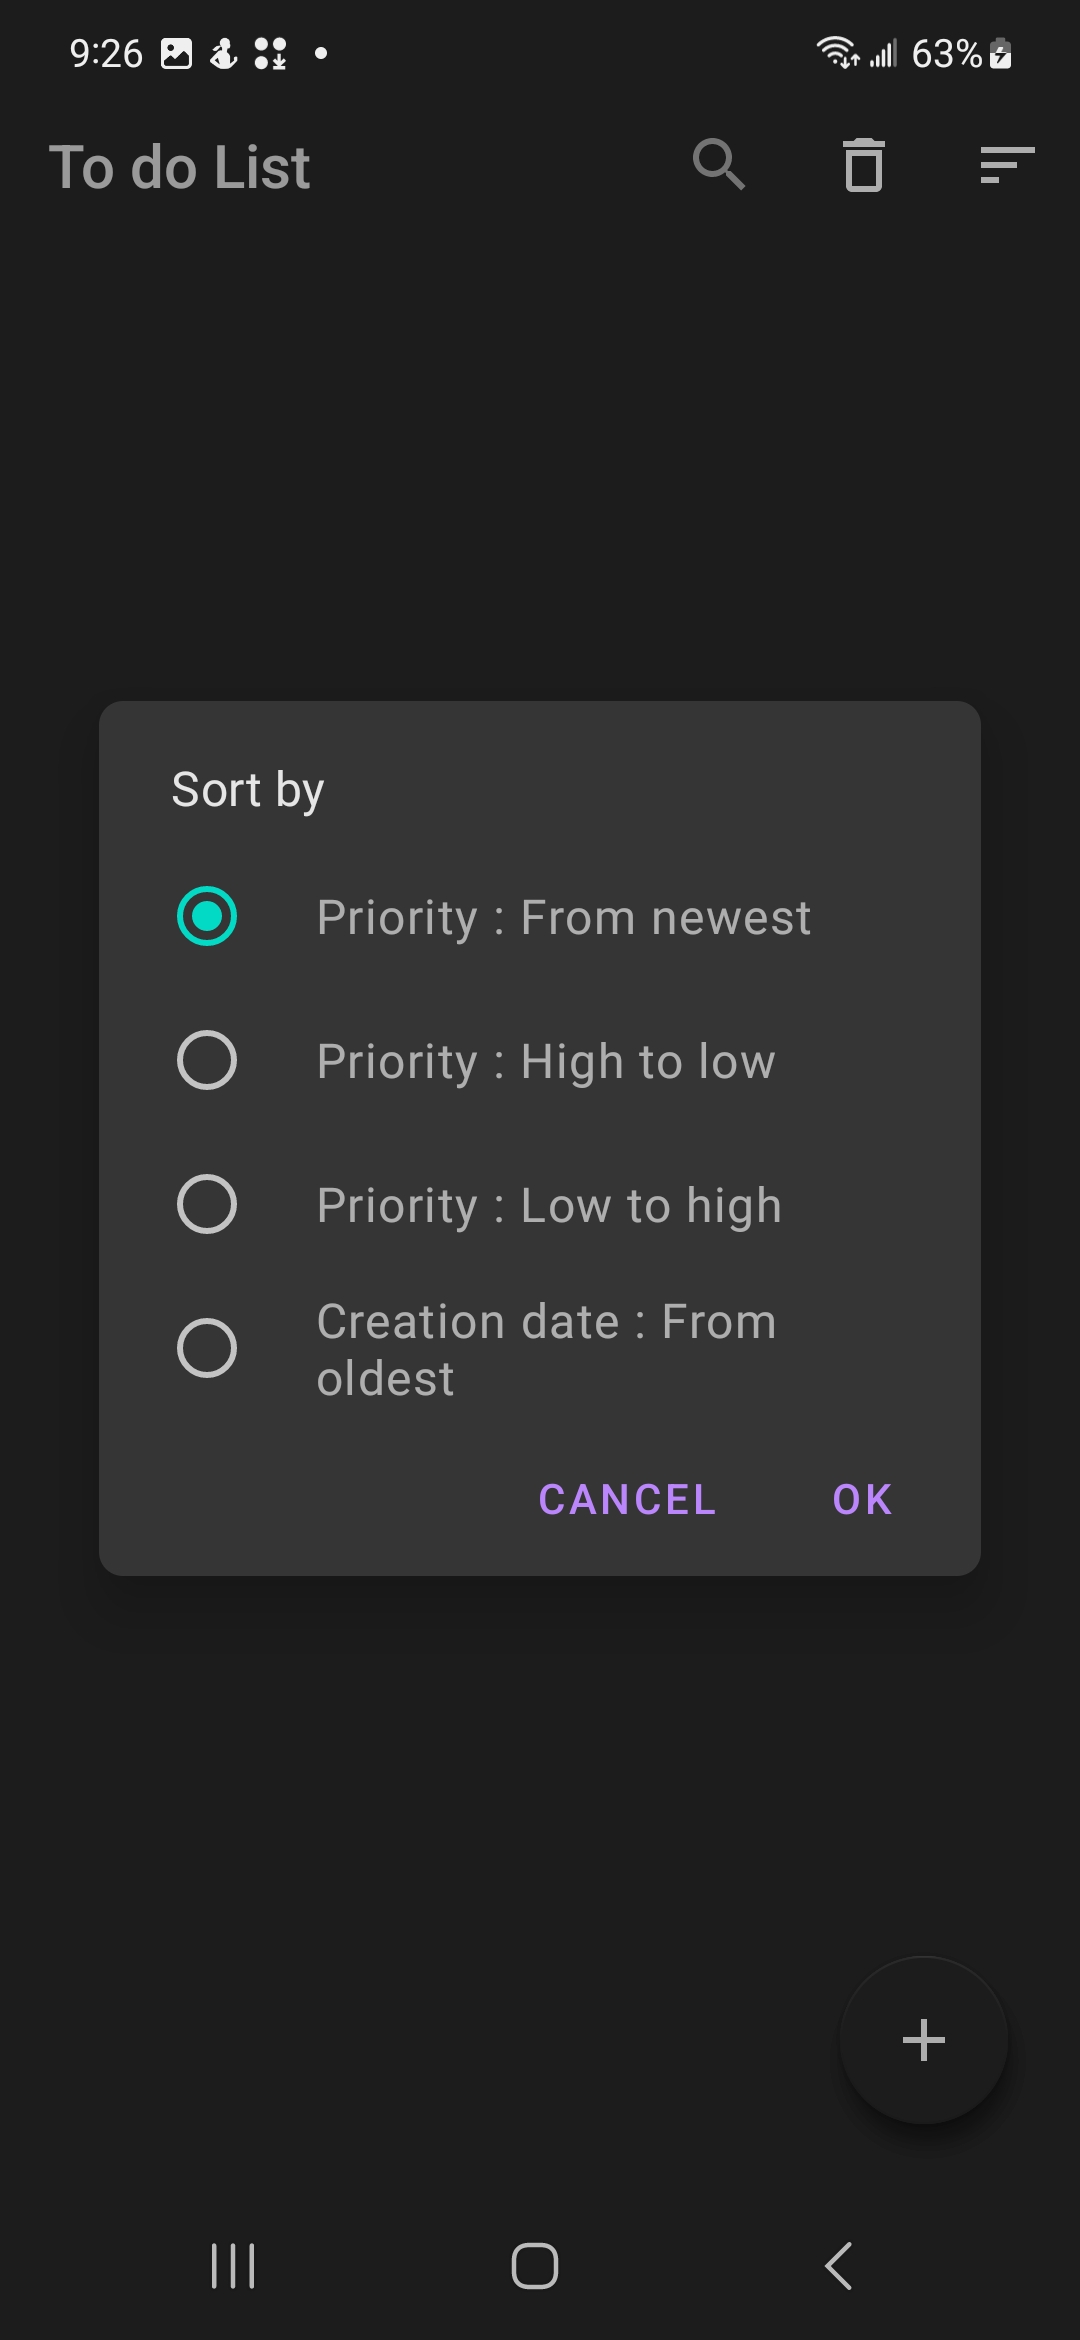 9:26
63%
To do List
Sort by
Priority : From newest
Priority : High to low
Priority : Low to high
Creation date : From
oldest
CANCEL OK